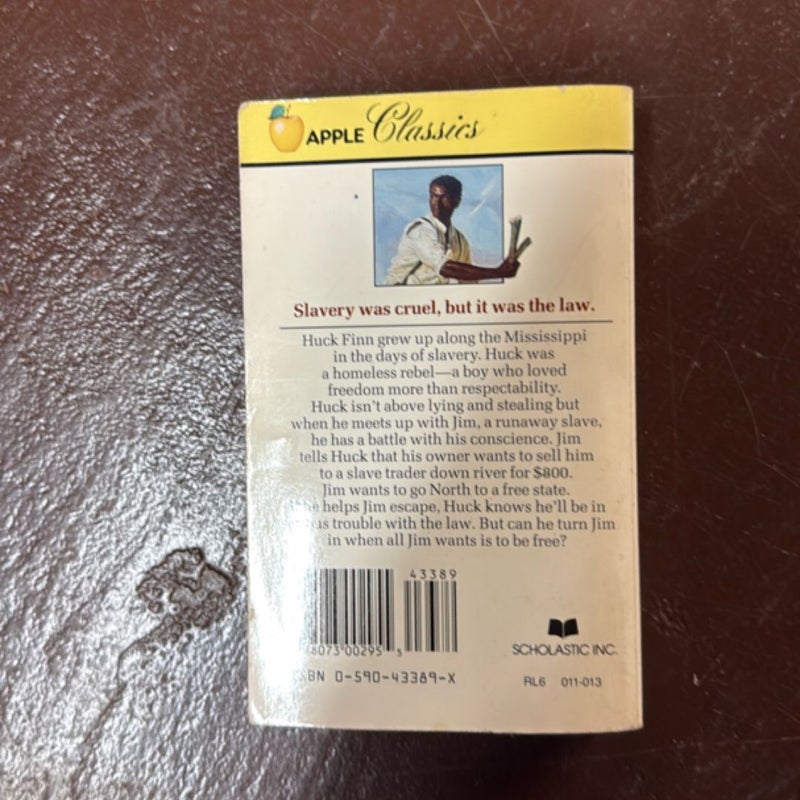 APPLE Classics
Slavery was cruel, but it was the law.
Huck Finn grew up along the Mississippi
in the days of slavery. Huck was
a homeless rebel—a boy who loved
freedom more than respectability.
Huck isn't above lying and stealing but
when he meets up with Jim, a runaway slave,
he has a battle with his conscience. Jim
tells Huck that his owner wants to sell him
to a slave trader down river for $800.
Jim wants to go North to a free state.
helps Jim escape, Huck knows he'll be in
trouble with the law. But can he turn Jim
in when all Jim wants is to be free?
43389
8073 00295 5
ISBN 0-590-43389-X
SCHOLASTIC INC.
RL6 011-013